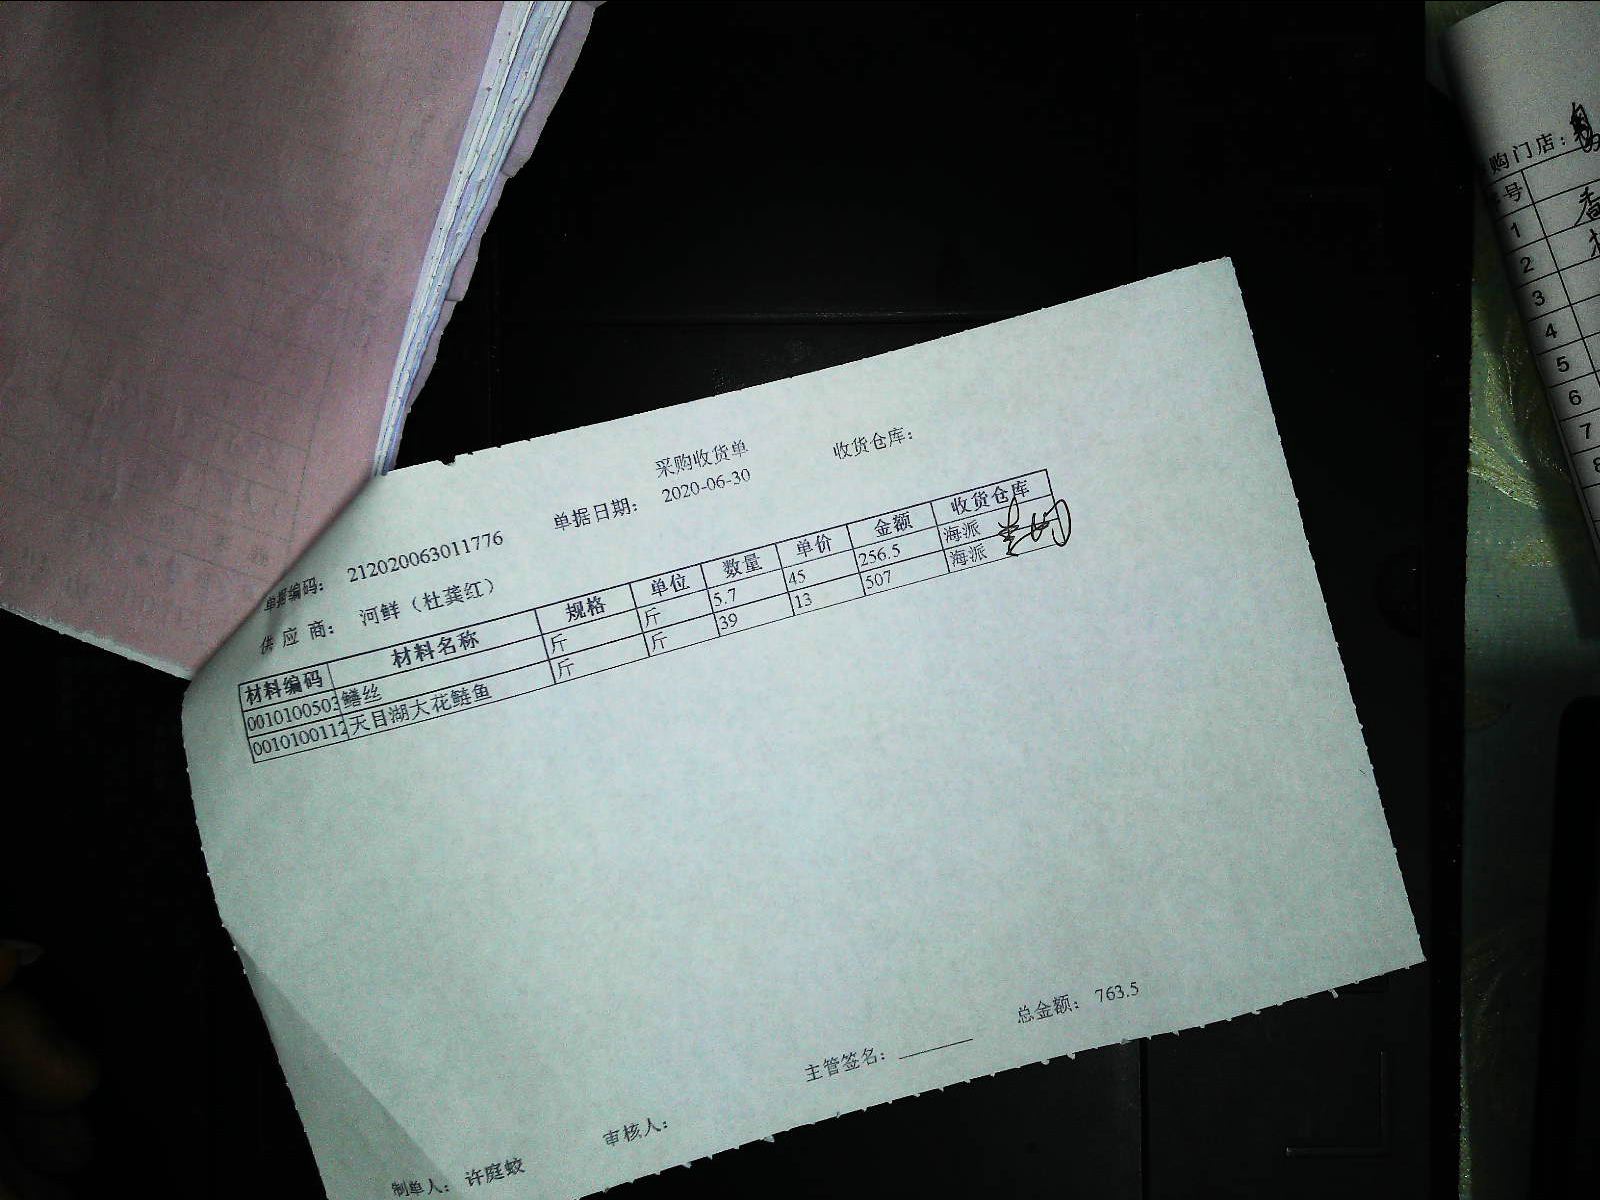 采购收货单
收货仓库：
单据编码： 212020063011776 单据日期： 2020-06-30
供应商： 河鲜（杜龚红）
材料编码 材料名称 规格 单位 数量 单价 金额 收货仓库
0010100503 鳝丝 斤 斤 5.7 45 256.5 海派
0010100112 天目湖大花鲢鱼 斤 斤 39 13 507 海派
总金额： 763.5
主管签名：
审核人：
制单人： 许庭蛟
购门店：
号
1
2
3
4
5
6
7
8